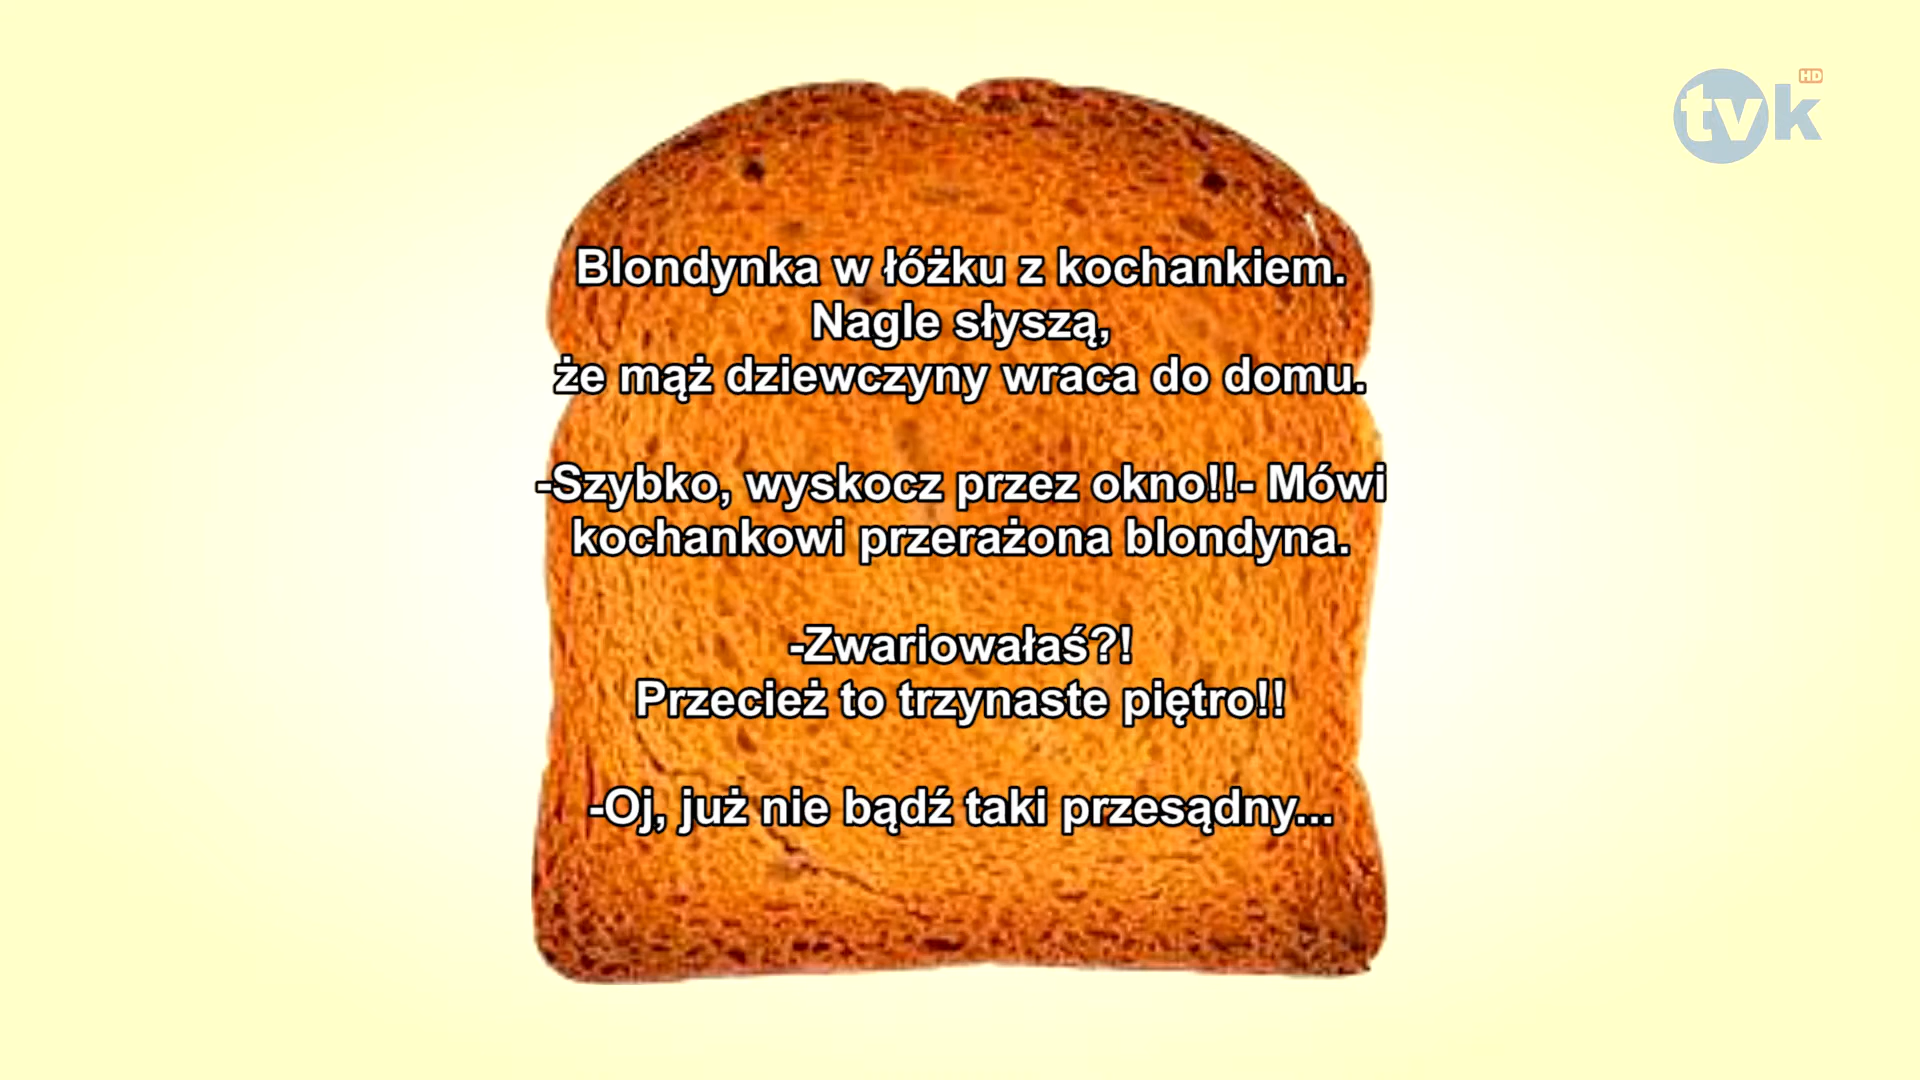 tvk HD
Blondynka w łóżku z kochankiem.
Nagle słyszą,
że mąż dziewczyny wraca do domu.
-Szybko, wyskocz przez okno!!- Mówi
kochankowi przerażona blondyna.
-Zwariowałaś?!
Przecież to trzynaste piętro!!
-Oj, już nie bądź taki przesądny...